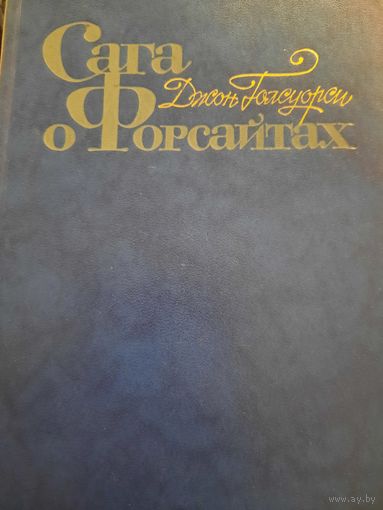 Сага
Джон Голсуорси
о Форсайтах
www.ay.by